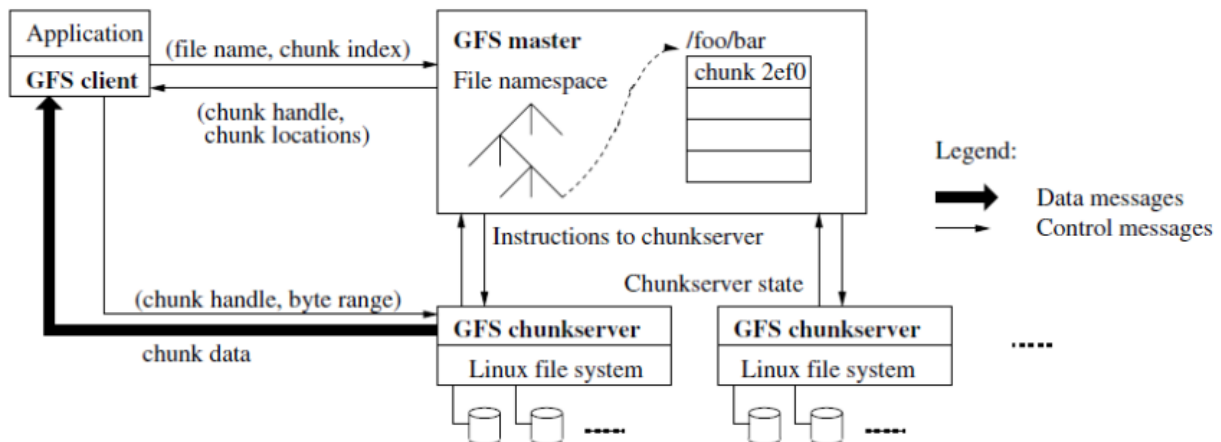 Application
GFS client
(file name, chunk index)
(chunk handle,
chunk locations)
GFS master
File namespace
/foo/bar
chunk 2ef0
Legend:
Data messages
Control messages
Instructions to chunkserver
Chunkserver state
(chunk handle, byte range)
chunk data
GFS chunkserver
Linux file system
GFS chunkserver
Linux file system